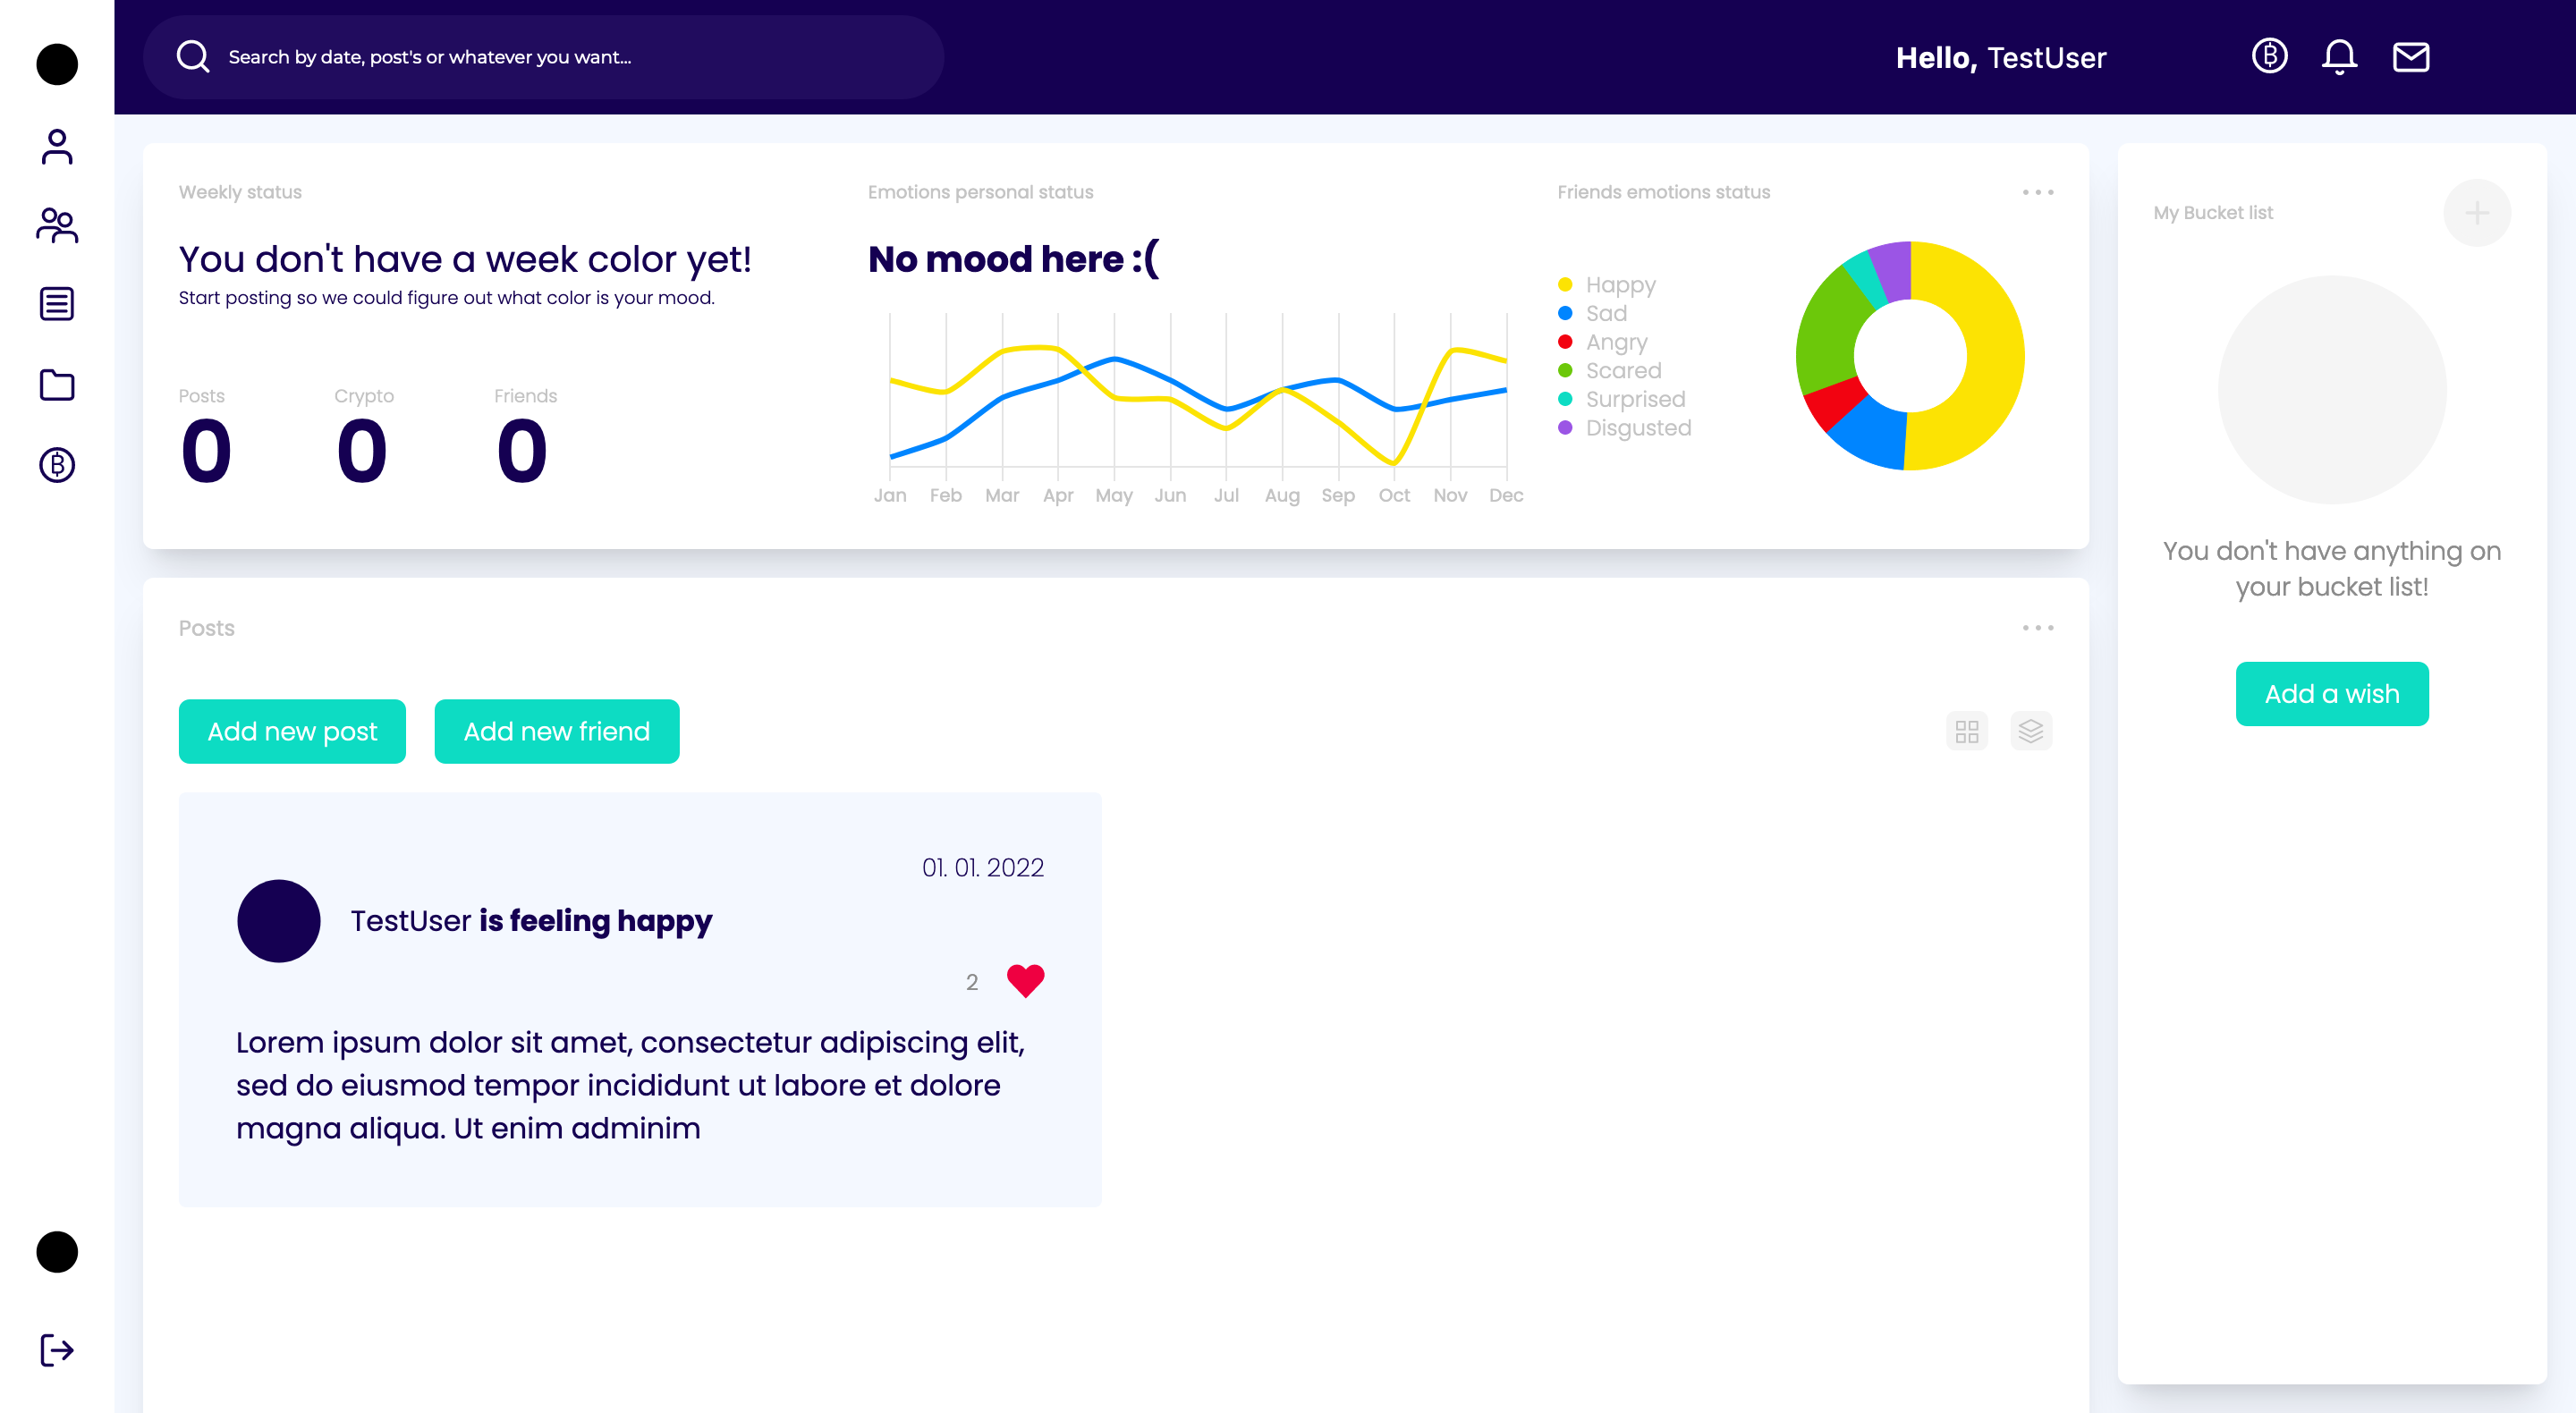 Search by date, post's or whatever you want...
Hello, TestUser
Weekly status
You don't have a week color yet!
Start posting so we could figure out what color is your mood.
Posts
Crypto
Friends
0
0
0
Emotions personal status
No mood here :(
Jan Feb Mar Apr May Jun Jul Aug Sep Oct Nov Dec
Friends emotions status
Happy
Sad
Angry
Scared
Surprised
Disgusted
My Bucket list
You don't have anything on
your bucket list!
Add a wish
Posts
Add new post
Add new friend
01. 01. 2022
TestUser is feeling happy
2
Lorem ipsum dolor sit amet, consectetur adipiscing elit,
sed do eiusmod tempor incididunt ut labore et dolore
magna aliqua. Ut enim adminim